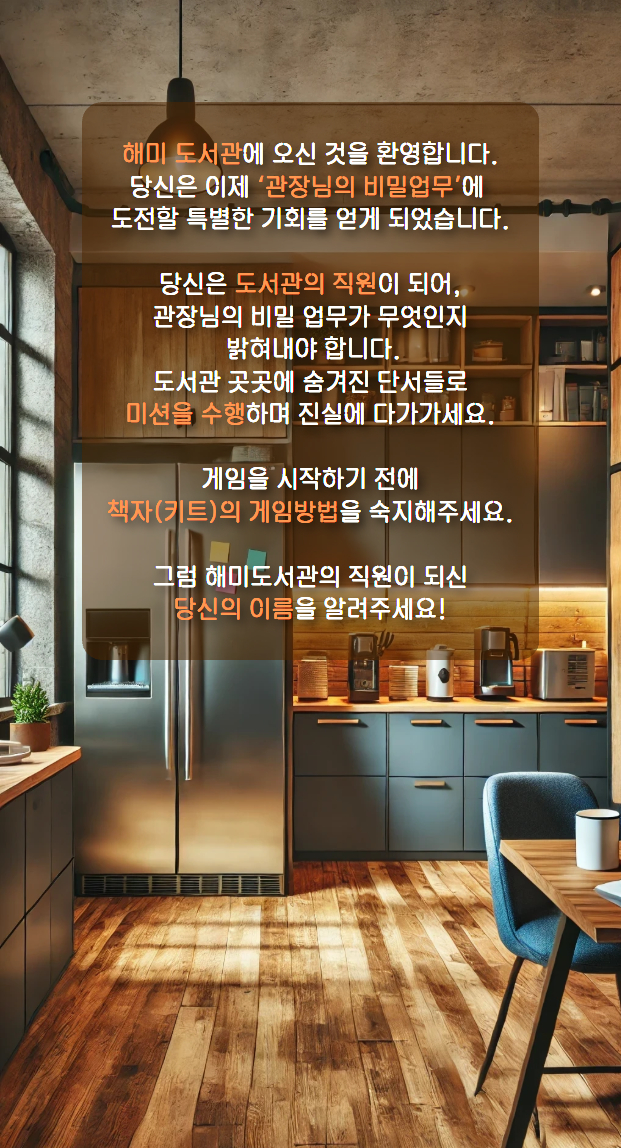 해미 도서관에 오신 것을 환영합니다.
당신은 이제 ‘관장님의 비밀업무’에
도전할 특별한 기회를 얻게 되었습니다.
당신은 도서관의 직원이 되어,
관장님의 비밀 업무가 무엇인지
밝혀내야 합니다.
도서관 곳곳에 숨겨진 단서들로
미션을 수행하며 진실에 다가가세요.
게임을 시작하기 전에
책자(키트)의 게임방법을 숙지해주세요.
그럼 해미도서관의 직원이 되신
당신의 이름을 알려주세요!